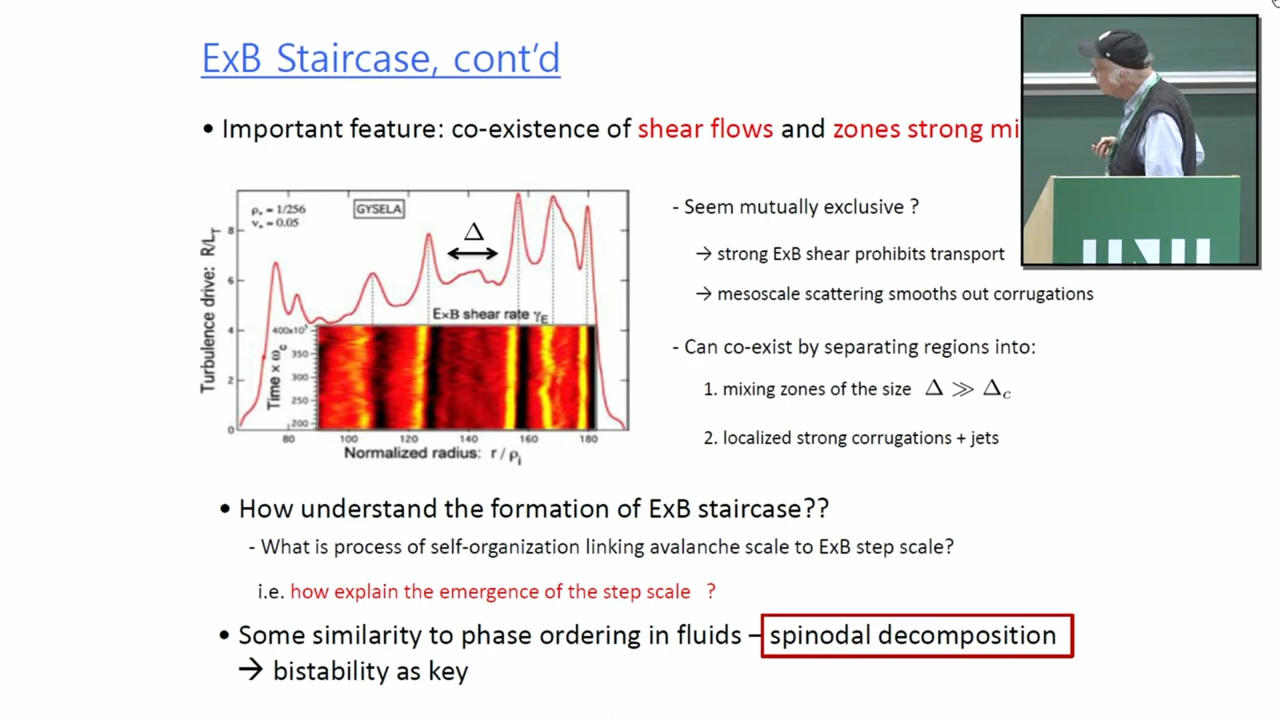 ExB Staircase, cont'd
• Important feature: co-existence of shear flows and zones strong mi
ρ* = 1/256
ν* = 0.05
GYSELA
Δ
Turbulence drive: R/L_T
8
6
4
2
0
ExB shear rate γ_E
Time × ω_c
400x10³
350
300
250
200
80 100 120 140 160 180
Normalized radius: r / ρ_i
- Seem mutually exclusive ?
→ strong ExB shear prohibits transport
→ mesoscale scattering smooths out corrugations
- Can co-exist by separating regions into:
1. mixing zones of the size Δ ≫ Δ_c
2. localized strong corrugations + jets
• How understand the formation of ExB staircase??
- What is process of self-organization linking avalanche scale to ExB step scale?
i.e. how explain the emergence of the step scale ?
• Some similarity to phase ordering in fluids – spinodal decomposition
→ bistability as key